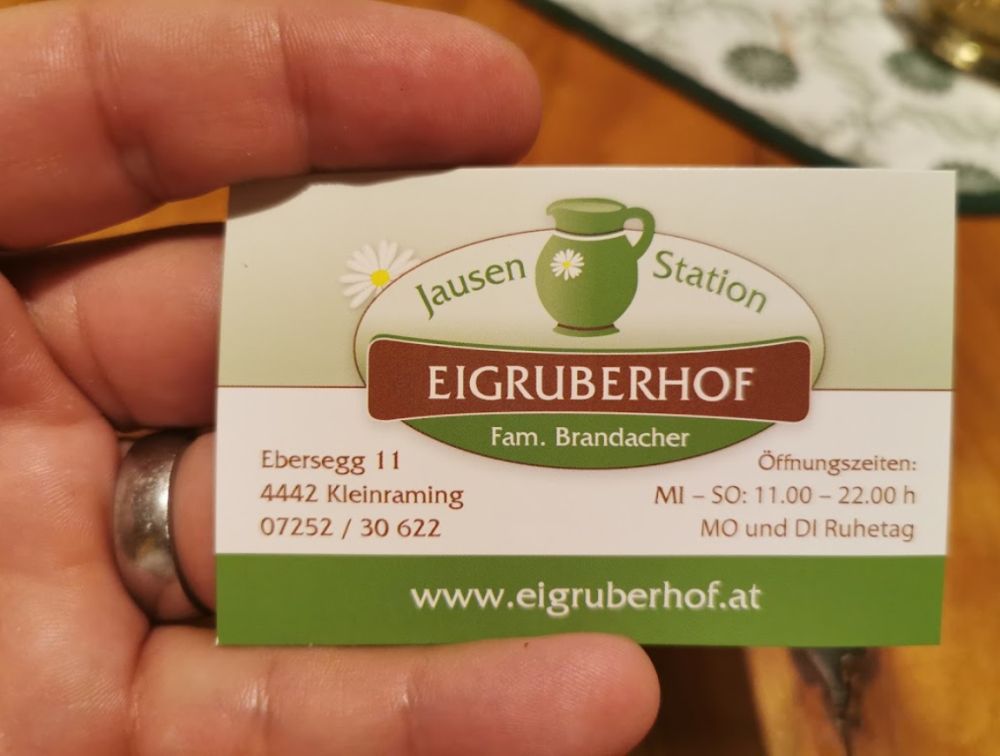 Jausen Station
EIGRUBERHOF
Fam. Brandacher
Ebersegg 11
4442 Kleinraming
07252 / 30 622
Öffnungszeiten:
MI – SO: 11.00 – 22.00 h
MO und DI Ruhetag
www.eigruberhof.at